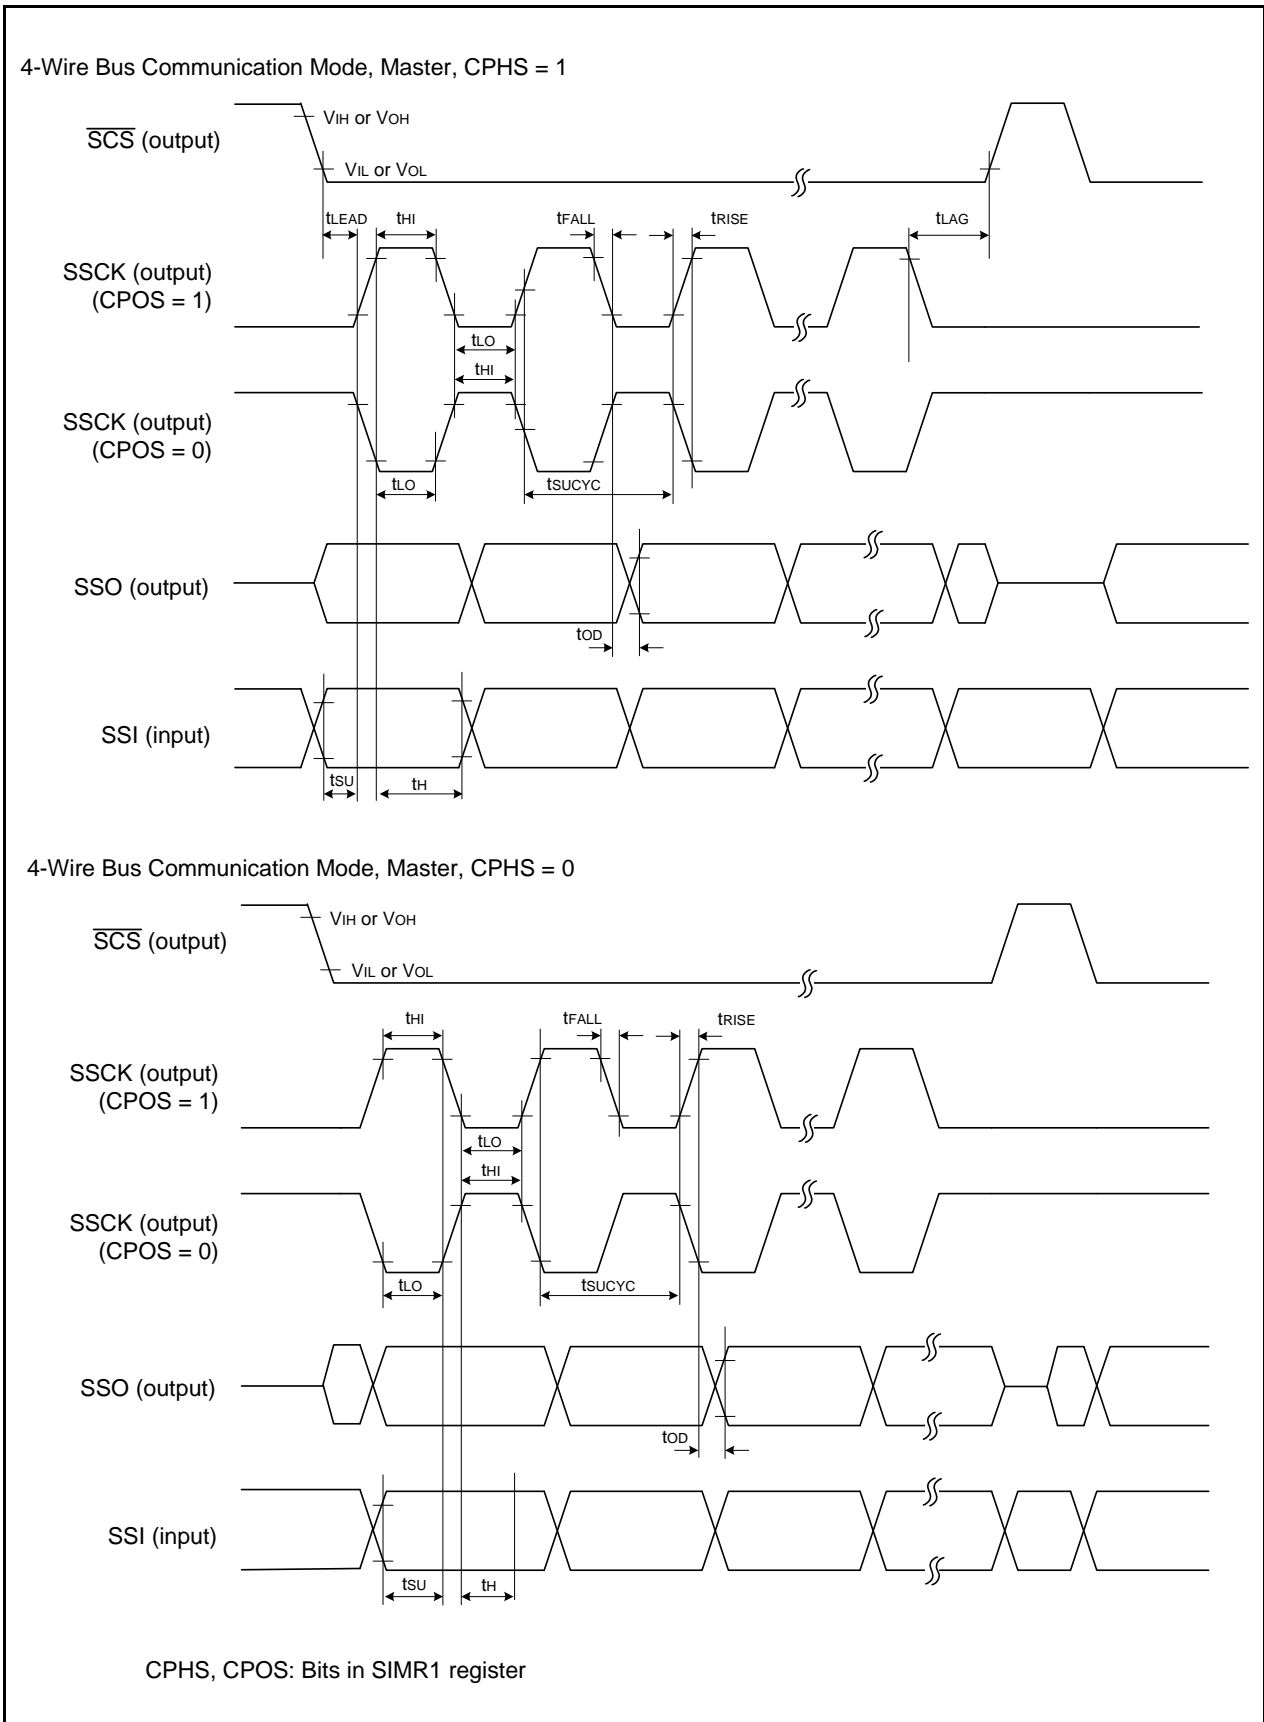 4-Wire Bus Communication Mode, Master, CPHS = 1
VIH or VOH
SCS (output)
VIL or VOL
tLEAD tHI tFALL tRISE tLAG
SSCK (output)
(CPOS = 1)
tLO
tHI
SSCK (output)
(CPOS = 0)
tLO tSUCYC
SSO (output)
tOD
SSI (input)
tSU tH
4-Wire Bus Communication Mode, Master, CPHS = 0
VIH or VOH
SCS (output)
VIL or VOL
tHI tFALL tRISE
SSCK (output)
(CPOS = 1)
tLO
tHI
SSCK (output)
(CPOS = 0)
tLO tSUCYC
SSO (output)
tOD
SSI (input)
tSU tH
CPHS, CPOS: Bits in SIMR1 register